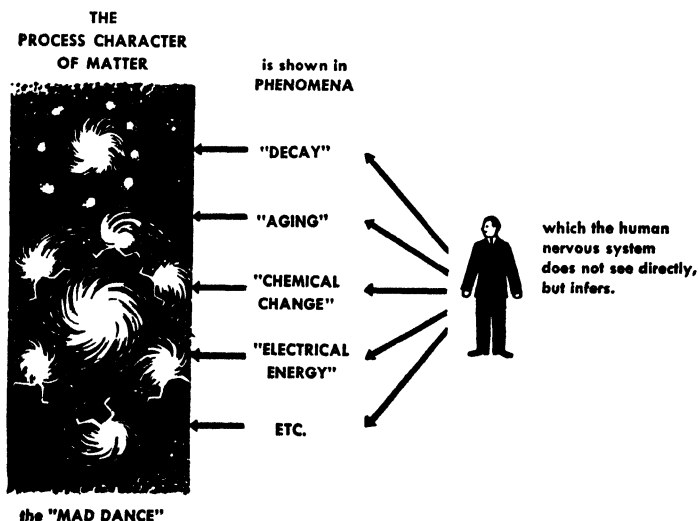 THE
PROCESS CHARACTER
OF MATTER
is shown in
PHENOMENA
"DECAY"
"AGING"
"CHEMICAL
CHANGE"
"ELECTRICAL
ENERGY"
ETC.
which the human
nervous system
does not see directly,
but infers.
the "MAD DANCE"